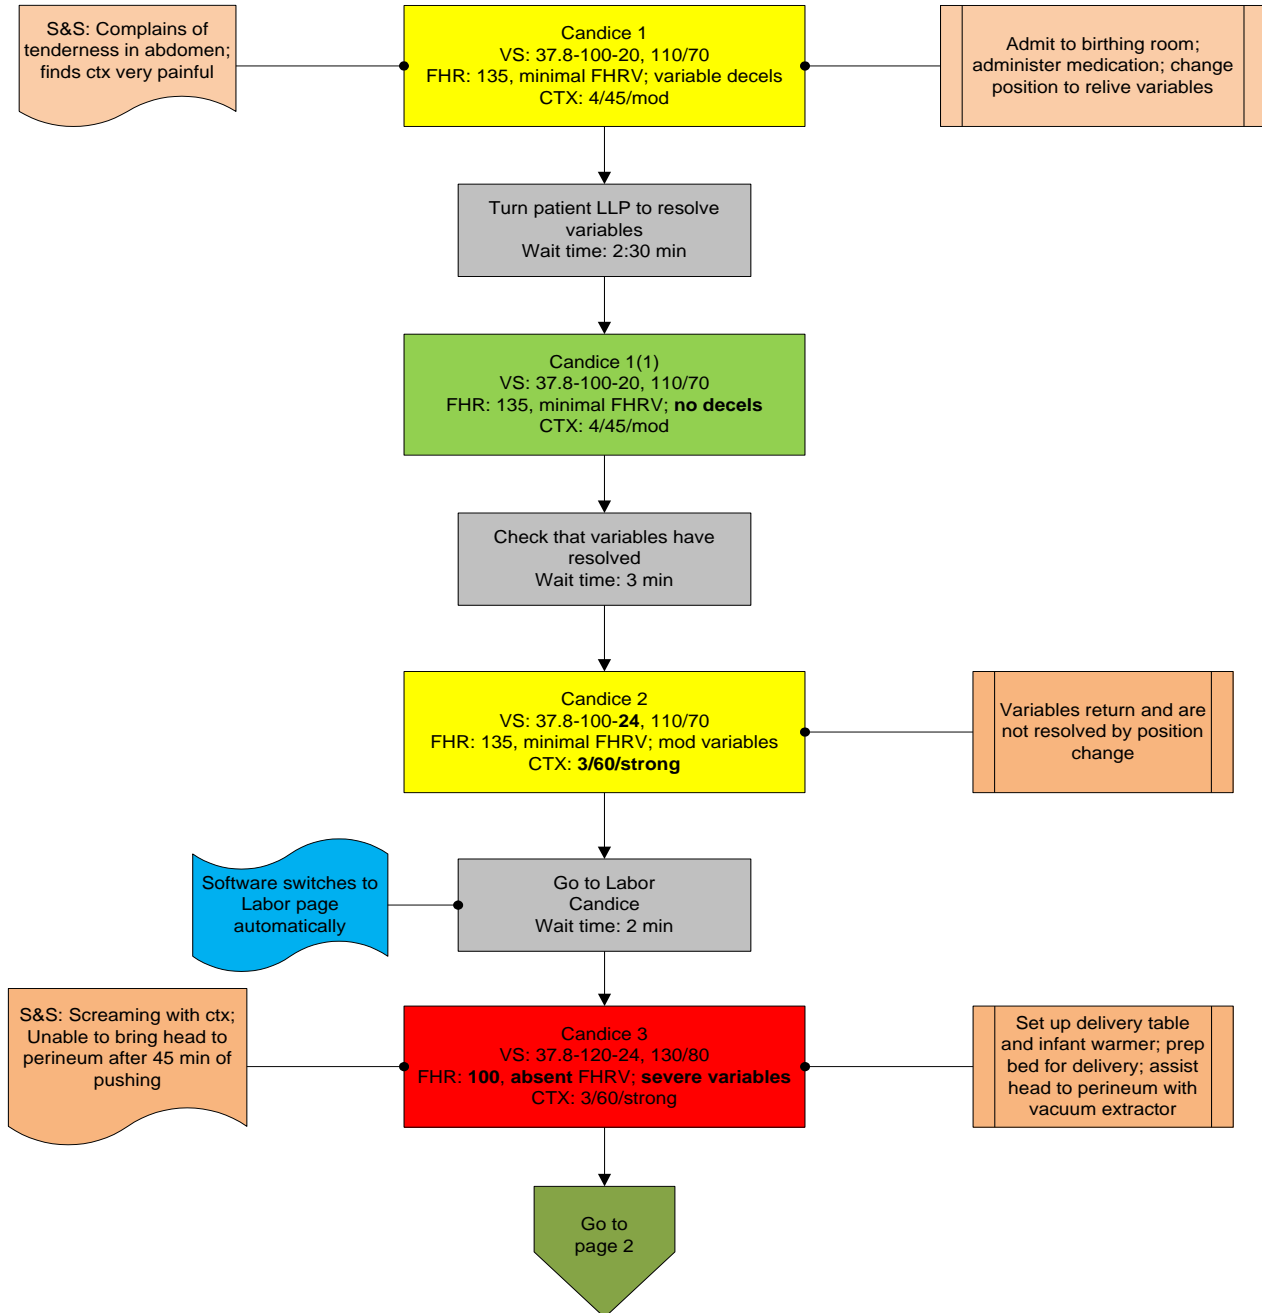 S&S: Complains of
tenderness in abdomen;
finds ctx very painful
Candice 1
VS: 37.8-100-20, 110/70
FHR: 135, minimal FHRV; variable decels
CTX: 4/45/mod
Admit to birthing room;
administer medication; change
position to relive variables
Turn patient LLP to resolve
variables
Wait time: 2:30 min
Candice 1(1)
VS: 37.8-100-20, 110/70
FHR: 135, minimal FHRV; no decels
CTX: 4/45/mod
Check that variables have
resolved
Wait time: 3 min
Candice 2
VS: 37.8-100-24, 110/70
FHR: 135, minimal FHRV; mod variables
CTX: 3/60/strong
Variables return and are
not resolved by position
change
Software switches to
Labor page
automatically
Go to Labor
Candice
Wait time: 2 min
S&S: Screaming with ctx;
Unable to bring head to
perineum after 45 min of
pushing
Candice 3
VS: 37.8-120-24, 130/80
FHR: 100, absent FHRV; severe variables
CTX: 3/60/strong
Set up delivery table
and infant warmer; prep
bed for delivery; assist
head to perineum with
vacuum extractor
Go to
page 2